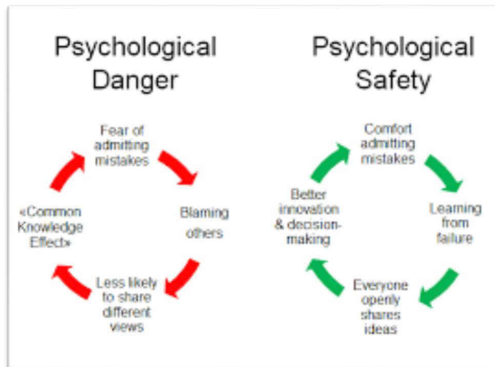 Psychological
Danger
Fear of
admitting
mistakes
Blaming
others
Less likely
to share
different
views
«Common
Knowledge
Effect»
Psychological
Safety
Comfort
admitting
mistakes
Learning
from
failure
Everyone
openly
shares
ideas
Better
innovation
& decision-
making